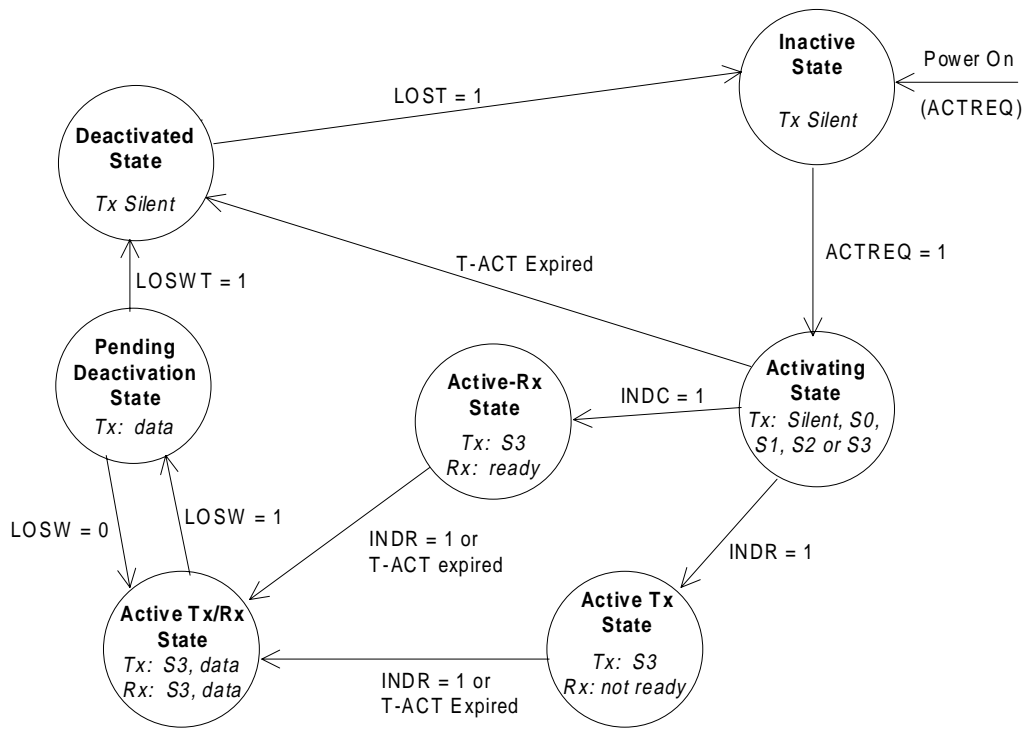 Inactive
State
Tx Silent
Power On
(ACTREQ)
LOST = 1
Deactivated
State
Tx Silent
T-ACT Expired
ACTREQ = 1
LOSWT = 1
Pending
Deactivation
State
Tx: data
Active-Rx
State
Tx: S3
Rx: ready
INDC = 1
Activating
State
Tx: Silent, S0,
S1, S2 or S3
LOSW = 0
LOSW = 1
INDR = 1 or
T-ACT expired
INDR = 1
Active Tx/Rx
State
Tx: S3, data
Rx: S3, data
INDR = 1 or
T-ACT Expired
Active Tx
State
Tx: S3
Rx: not ready